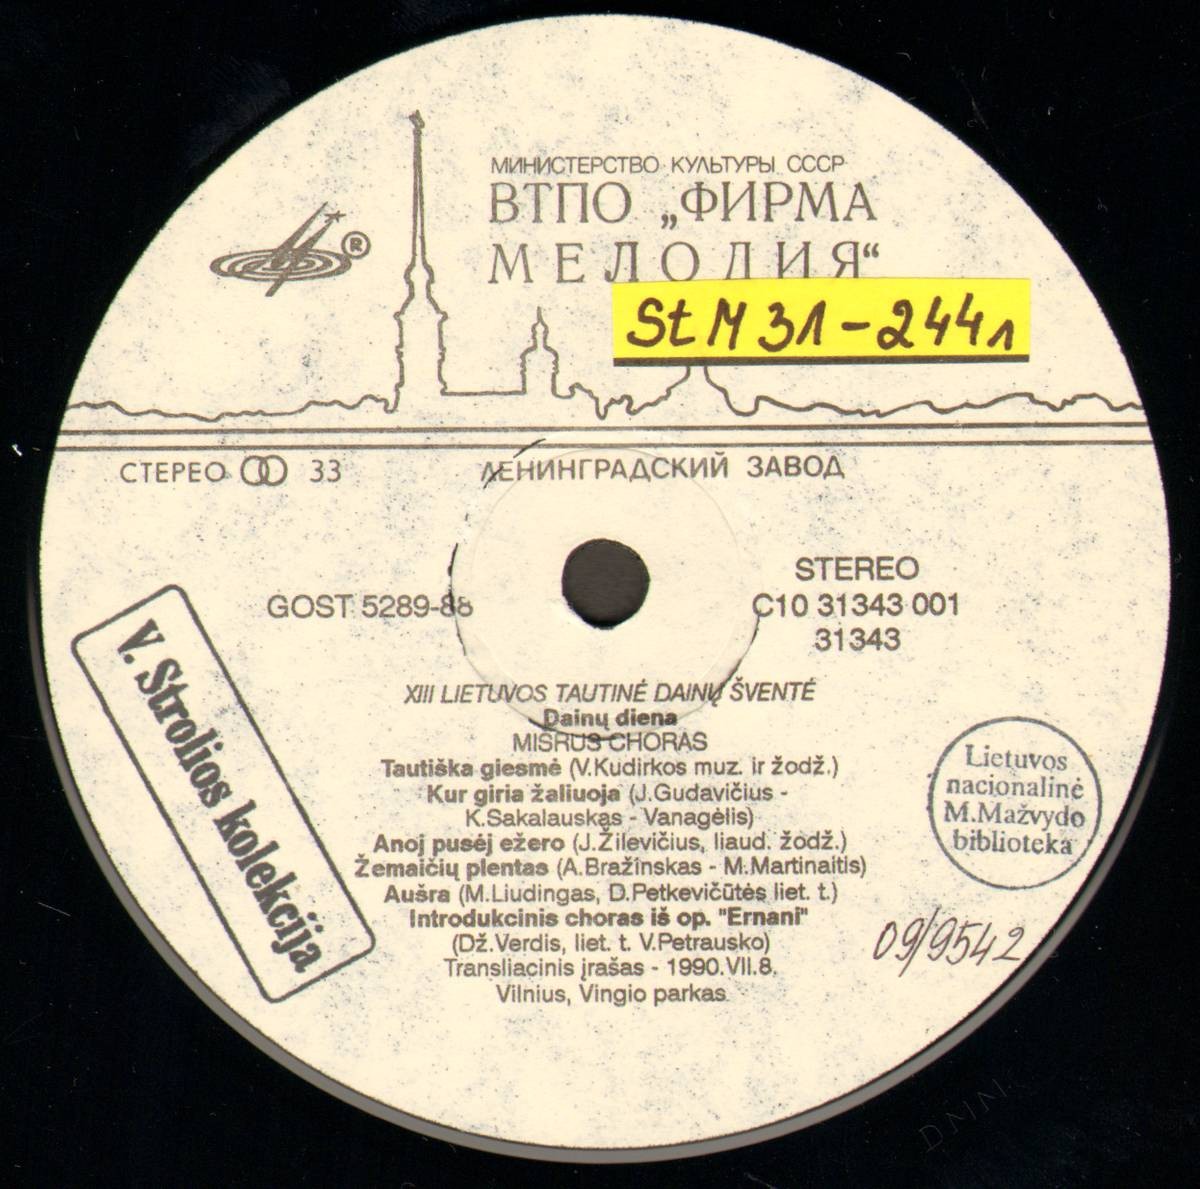 МИНИСТЕРСТВО КУЛЬТУРЫ СССР
ВТПО „ФИРМА
МЕЛОДИЯ“
®
StM31-244л
СТЕРЕО 33
ЛЕНИНГРАДСКИЙ ЗАВОД
GOST 5289-88
STEREO
C10 31343 001
31343
XIII LIETUVOS TAUTINĖ DAINŲ ŠVENTĖ
Dainų diena
MIŠRUS CHORAS
Tautiška giesmė (V.Kudirkos muz. ir žodž.)
Kur giria žaliuoja (J.Gudavičius -
K.Sakalauskas - Vanagėlis)
Anoj pusėj ežero (J.Žilevičius, liaud. žodž.)
Žemaičių plentas (A.Bražinskas - M.Martinaitis)
Aušra (M.Liudingas, D.Petkevičūtės liet. t.)
Introdukcinis choras iš op. "Ernani"
(Dž.Verdis, liet. t. V.Petrausko)
Transliacinis įrašas - 1990.VII.8.
Vilnius, Vingio parkas
V. Strolios kolekcija
Lietuvos
nacionalinė
M.Mažvydo
biblioteka
09/9542
DMM